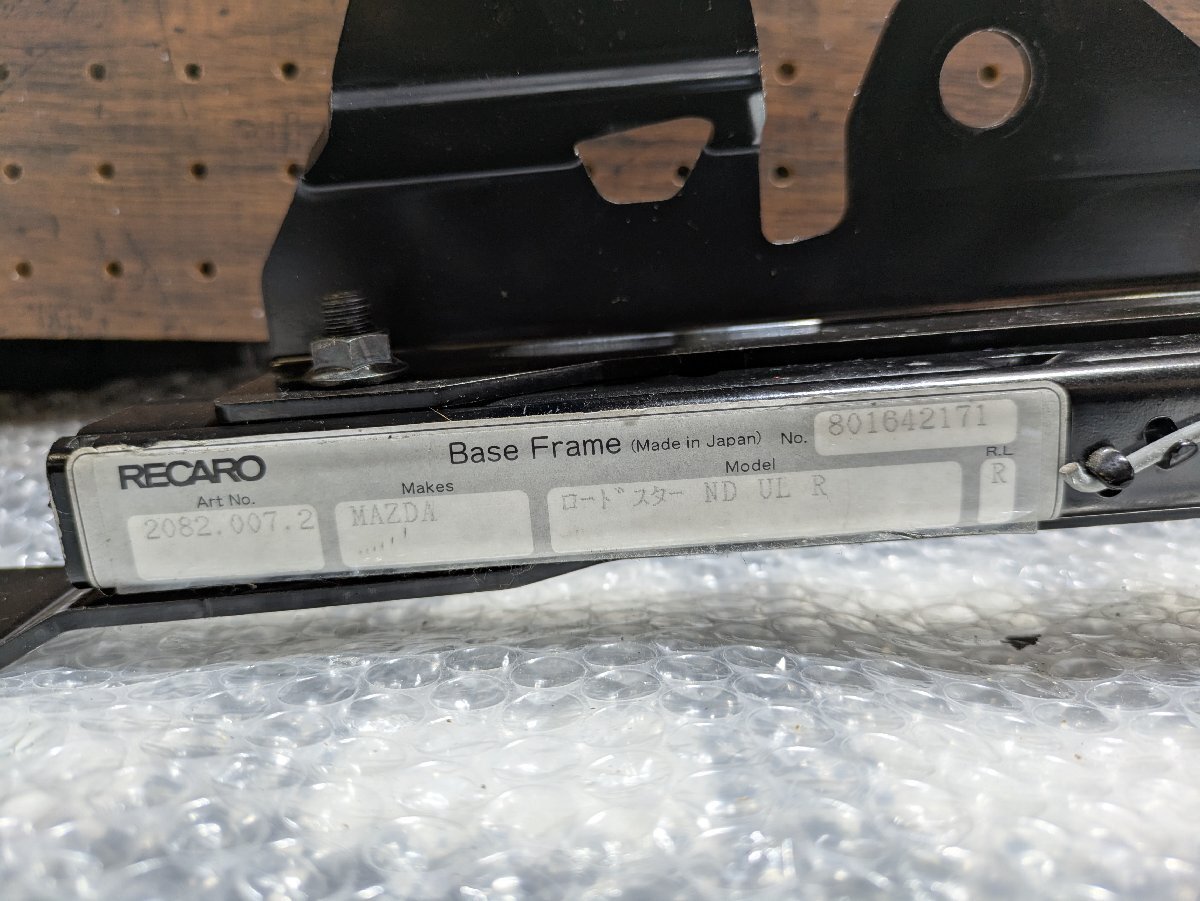 RECARO Base Frame (Made in Japan) No. 801642171
Art No. Makes Model R.L
2082.007.2 MAZDA ロードスター ND UL R R